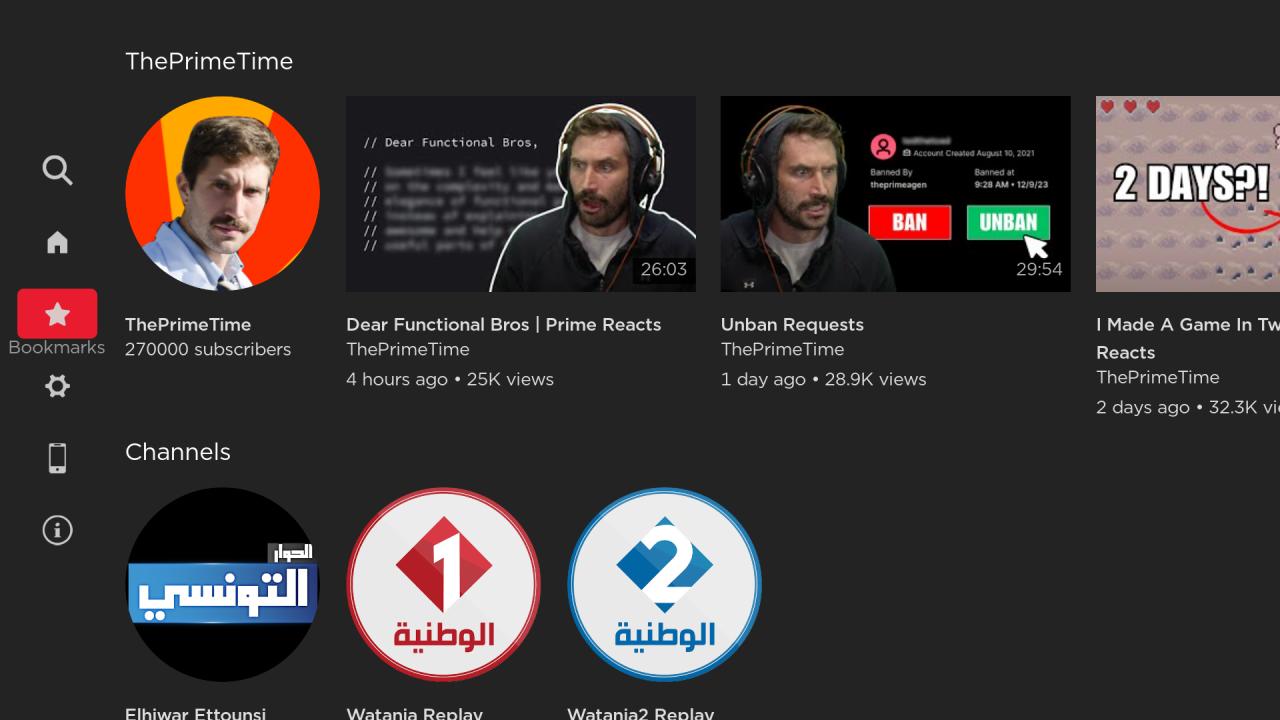 ThePrimeTime
// Dear Functional Bros,
//
//
//
//
//
//
26:03
Account Created August 10, 2021
Banned By
theprimeagen
Banned at
9:28 AM • 12/9/23
BAN
UNBAN
29:54
2 DAYS?!
ThePrimeTime
270000 subscribers
Dear Functional Bros | Prime Reacts
ThePrimeTime
4 hours ago • 25K views
Unban Requests
ThePrimeTime
1 day ago • 28.9K views
I Made A Game In Tw
Reacts
ThePrimeTime
2 days ago • 32.3K vi
Bookmarks
Channels
الحوار
التونسي
1
الوطنية
2
الوطنية
Elhiwar Ettounsi
Watania Replay
Watania2 Replay